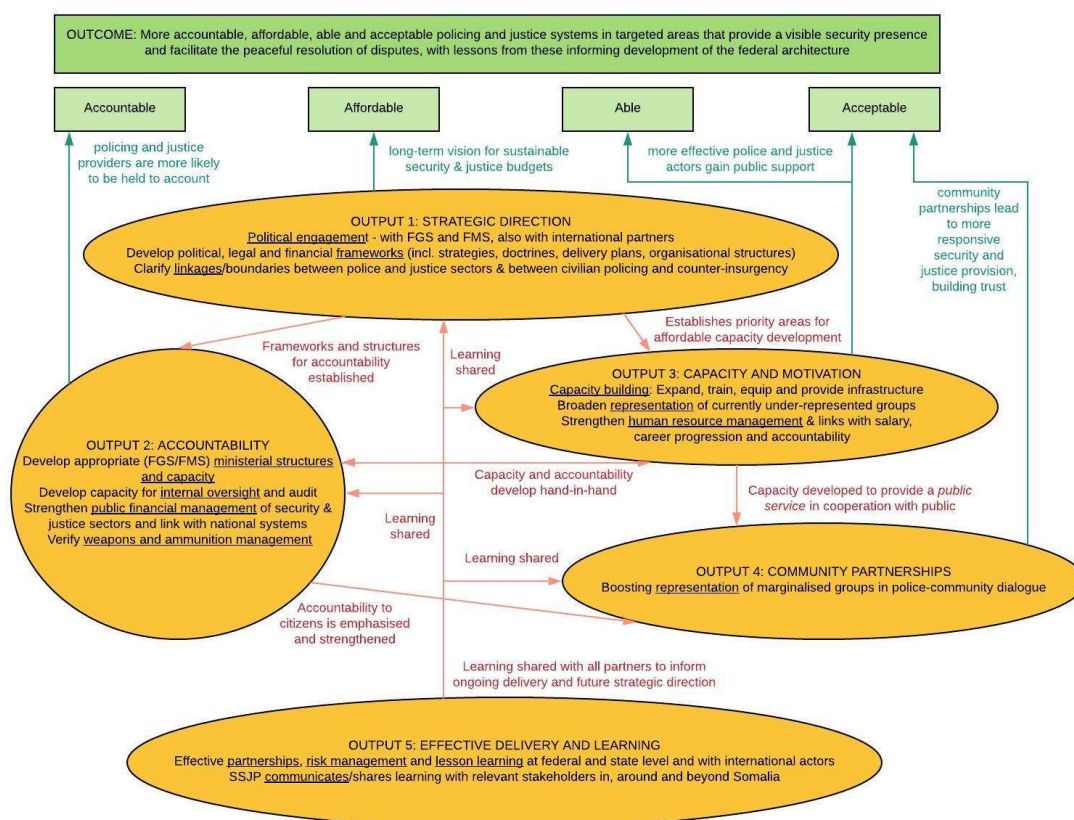 OUTCOME: More accountable, affordable, able and acceptable policing and justice systems in targeted areas that provide a visible security presence
and facilitate the peaceful resolution of disputes, with lessons from these informing development of the federal architecture
Accountable
Affordable
Able
Acceptable
policing and justice
providers are more likely
to be held to account
long-term vision for sustainable
security & justice budgets
more effective police and justice
actors gain public support
community
partnerships lead
to more
responsive
security and
justice provision,
building trust
OUTPUT 1: STRATEGIC DIRECTION
Political engagement - with FGS and FMS, also with international partners
Develop political, legal and financial frameworks (incl. strategies, doctrines, delivery plans, organisational structures)
Clarify linkages/boundaries between police and justice sectors & between civilian policing and counter-insurgency
Frameworks and structures
for accountability
established
Learning
shared
Establishes priority areas for
affordable capacity development
OUTPUT 3: CAPACITY AND MOTIVATION
Capacity building: Expand, train, equip and provide infrastructure
Broaden representation of currently under-represented groups
Strengthen human resource management & links with salary,
career progression and accountability
OUTPUT 2: ACCOUNTABILITY
Develop appropriate (FGS/FMS) ministerial structures
and capacity
Develop capacity for internal oversight and audit
Strengthen public financial management of security &
justice sectors and link with national systems
Verify weapons and ammunition management
Capacity and accountability
develop hand-in-hand
Capacity developed to provide a public
service in cooperation with public
Learning
shared
Learning shared
OUTPUT 4: COMMUNITY PARTNERSHIPS
Boosting representation of marginalised groups in police-community dialogue
Accountability to
citizens is emphasised
and strengthened
Learning shared with all partners to inform
ongoing delivery and future strategic direction
OUTPUT 5: EFFECTIVE DELIVERY AND LEARNING
Effective partnerships, risk management and lesson learning at federal and state level and with international actors
SSJP communicates/shares learning with relevant stakeholders in, around and beyond Somalia